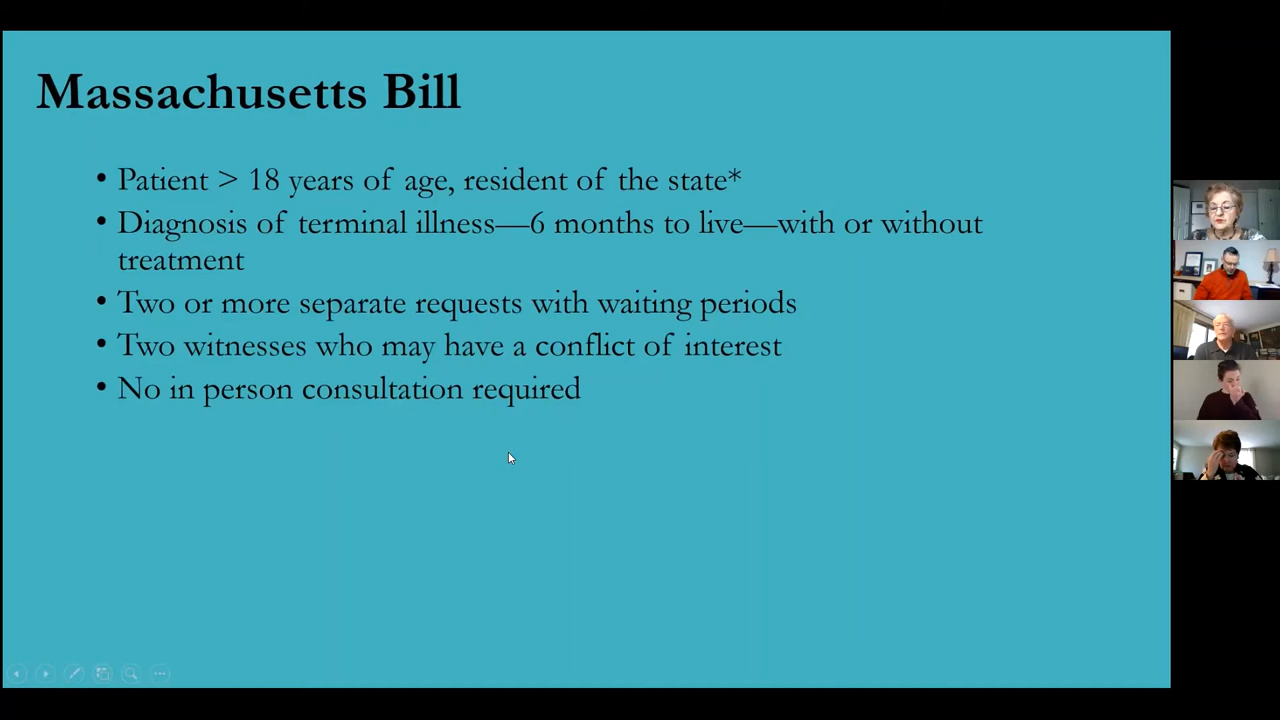 Massachusetts Bill
• Patient > 18 years of age, resident of the state*
• Diagnosis of terminal illness—6 months to live—with or without
treatment
• Two or more separate requests with waiting periods
• Two witnesses who may have a conflict of interest
• No in person consultation required